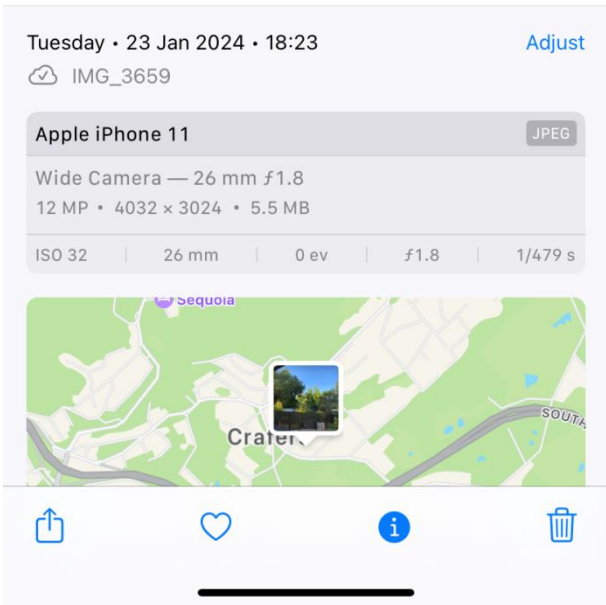 Tuesday • 23 Jan 2024 • 18:23 Adjust
IMG_3659
Apple iPhone 11 JPEG
Wide Camera — 26 mm ƒ1.8
12 MP • 4032 × 3024 • 5.5 MB
ISO 32 26 mm 0 ev ƒ1.8 1/479 s
Sequoia
SOUTH